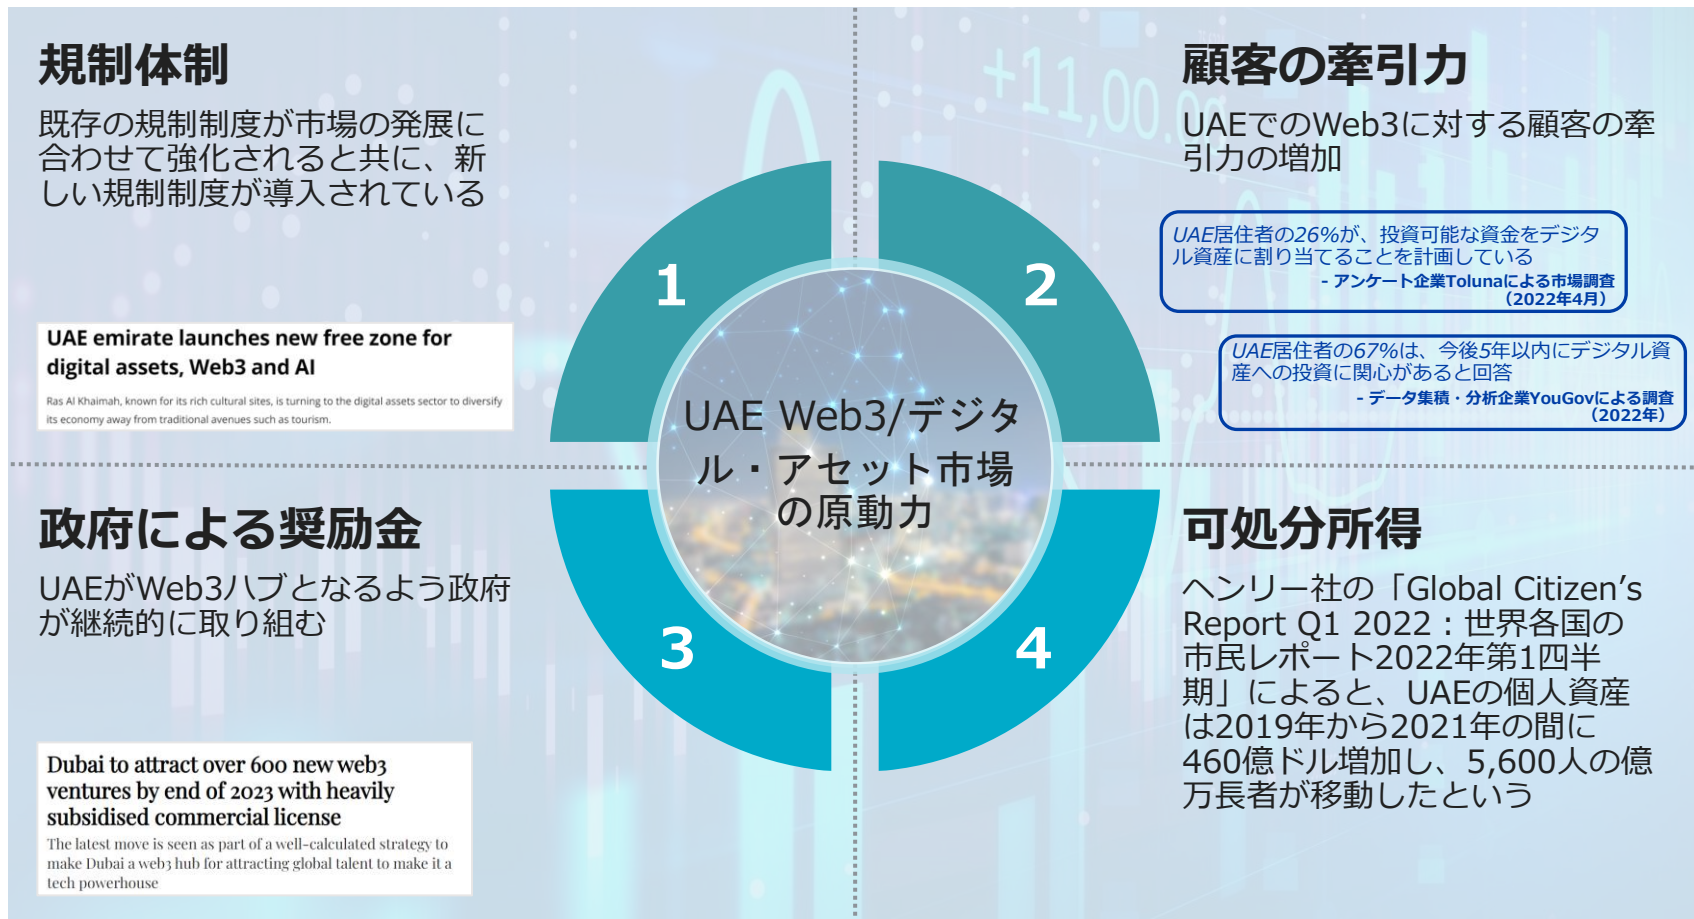 規制体制
既存の規制制度が市場の発展に
合わせて強化されると共に、新
しい規制制度が導入されている
UAE emirate launches new free zone for
digital assets, Web3 and AI
Ras Al Khaimah, known for its rich cultural sites, is turning to the digital assets sector to diversify
its economy away from traditional avenues such as tourism.
1
顧客の牽引力
UAEでのWeb3に対する顧客の牽
引力の増加
UAE居住者の26%が、投資可能な資金をデジタ
ル資産に割り当てることを計画している
- アンケート企業Tolunaによる市場調査
（2022年4月）
UAE居住者の67%は、今後5年以内にデジタル資
産への投資に関心があると回答
- データ集積・分析企業YouGovによる調査
（2022年）
2
+11,00.0
UAE Web3/デジタ
ル・アセット市場
の原動力
政府による奨励金
UAEがWeb3ハブとなるよう政府
が継続的に取り組む
Dubai to attract over 600 new web3
ventures by end of 2023 with heavily
subsidised commercial license
The latest move is seen as part of a well-calculated strategy to
make Dubai a web3 hub for attracting global talent to make it a
tech powerhouse
3
可処分所得
ヘンリー社の「Global Citizen’s
Report Q1 2022：世界各国の
市民レポート2022年第1四半
期」によると、UAEの個人資産
は2019年から2021年の間に
460億ドル増加し、5,600人の億
万長者が移動したという
4